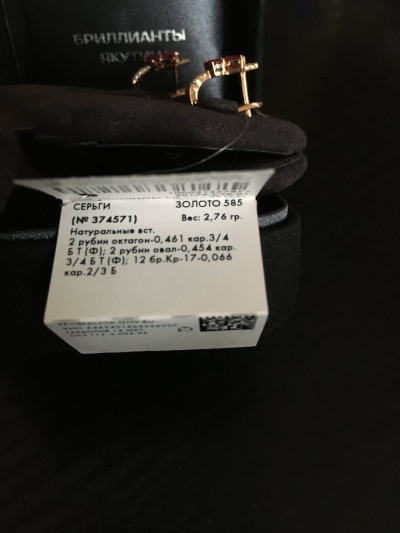 БРИЛЛИАНТЫ
ЯКУТИИ
СЕРЬГИ ЗОЛОТО 585
(№ 374571) Вес: 2,76 гр.
Натуральные вст.
2 рубин октагон-0,461 кар.3/4
Б Т (Ф); 2 рубин овал-0,454 кар.
3/4 Б Т (Ф); 12 бр.Кр-17-0,066
кар.2/3 Б